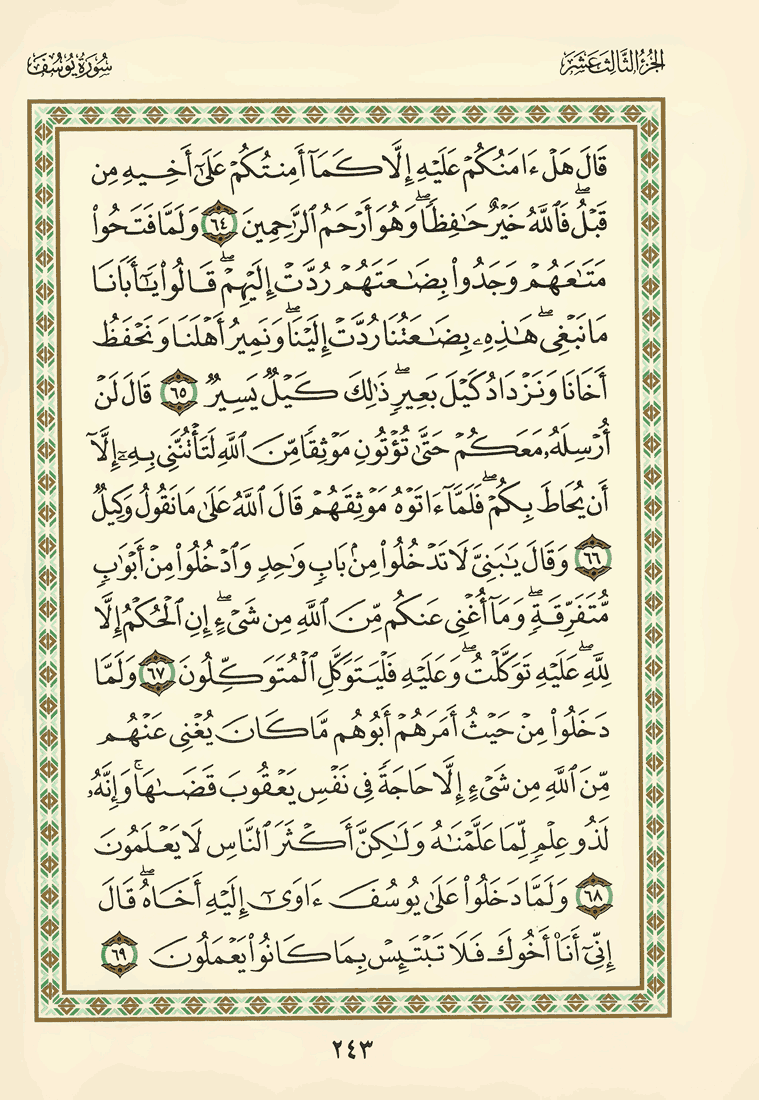 الجزء الثالث عشر
سورة يوسف
قَالَ هَلْ ءَامَنُكُمْ عَلَيْهِ إِلَّا كَمَآ أَمِنتُكُمْ عَلَىٰٓ أَخِيهِ مِن
قَبْلُ ۖ فَٱللَّهُ خَيْرٌ حَـٰفِظًا ۖ وَهُوَ أَرْحَمُ ٱلرَّٰحِمِينَ ٦٤ وَلَمَّا فَتَحُوا۟
مَتَـٰعَهُمْ وَجَدُوا۟ بِضَـٰعَتَهُمْ رُدَّتْ إِلَيْهِمْ ۖ قَالُوا۟ يَـٰٓأَبَانَا
مَا نَبْغِى ۖ هَـٰذِهِۦ بِضَـٰعَتُنَا رُدَّتْ إِلَيْنَا ۖ وَنَمِيرُ أَهْلَنَا وَنَحْفَظُ
أَخَانَا وَنَزْدَادُ كَيْلَ بَعِيرٍ ۖ ذَٰلِكَ كَيْلٌ يَسِيرٌ ٦٥ قَالَ لَنْ
أُرْسِلَهُۥ مَعَكُمْ حَتَّىٰ تُؤْتُونِ مَوْثِقًا مِّنَ ٱللَّهِ لَتَأْتُنَّنِى بِهِۦٓ إِلَّآ
أَن يُحَاطَ بِكُمْ ۖ فَلَمَّآ ءَاتَوْهُ مَوْثِقَهُمْ قَالَ ٱللَّهُ عَلَىٰ مَا نَقُولُ وَكِيلٌ
٦٦ وَقَالَ يَـٰبَنِىَّ لَا تَدْخُلُوا۟ مِنۢ بَابٍ وَٰحِدٍ وَٱدْخُلُوا۟ مِنْ أَبْوَٰبٍ
مُّتَفَرِّقَةٍ ۖ وَمَآ أُغْنِى عَنكُم مِّنَ ٱللَّهِ مِن شَىْءٍ ۖ إِنِ ٱلْحُكْمُ إِلَّا
لِلَّهِ ۖ عَلَيْهِ تَوَكَّلْتُ ۖ وَعَلَيْهِ فَلْيَتَوَكَّلِ ٱلْمُتَوَكِّلُونَ ٦٧ وَلَمَّا
دَخَلُوا۟ مِنْ حَيْثُ أَمَرَهُمْ أَبُوهُم مَّا كَانَ يُغْنِى عَنْهُم
مِّنَ ٱللَّهِ مِن شَىْءٍ إِلَّا حَاجَةً فِى نَفْسِ يَعْقُوبَ قَضَىٰهَا ۚ وَإِنَّهُۥ
لَذُو عِلْمٍ لِّمَا عَلَّمْنَـٰهُ وَلَـٰكِنَّ أَكْثَرَ ٱلنَّاسِ لَا يَعْلَمُونَ
٦٨ وَلَمَّا دَخَلُوا۟ عَلَىٰ يُوسُفَ ءَاوَىٰٓ إِلَيْهِ أَخَاهُ ۖ قَالَ
إِنِّىٓ أَنَا۠ أَخُوكَ فَلَا تَبْتَئِسْ بِمَا كَانُوا۟ يَعْمَلُونَ ٦٩
٢٤٣